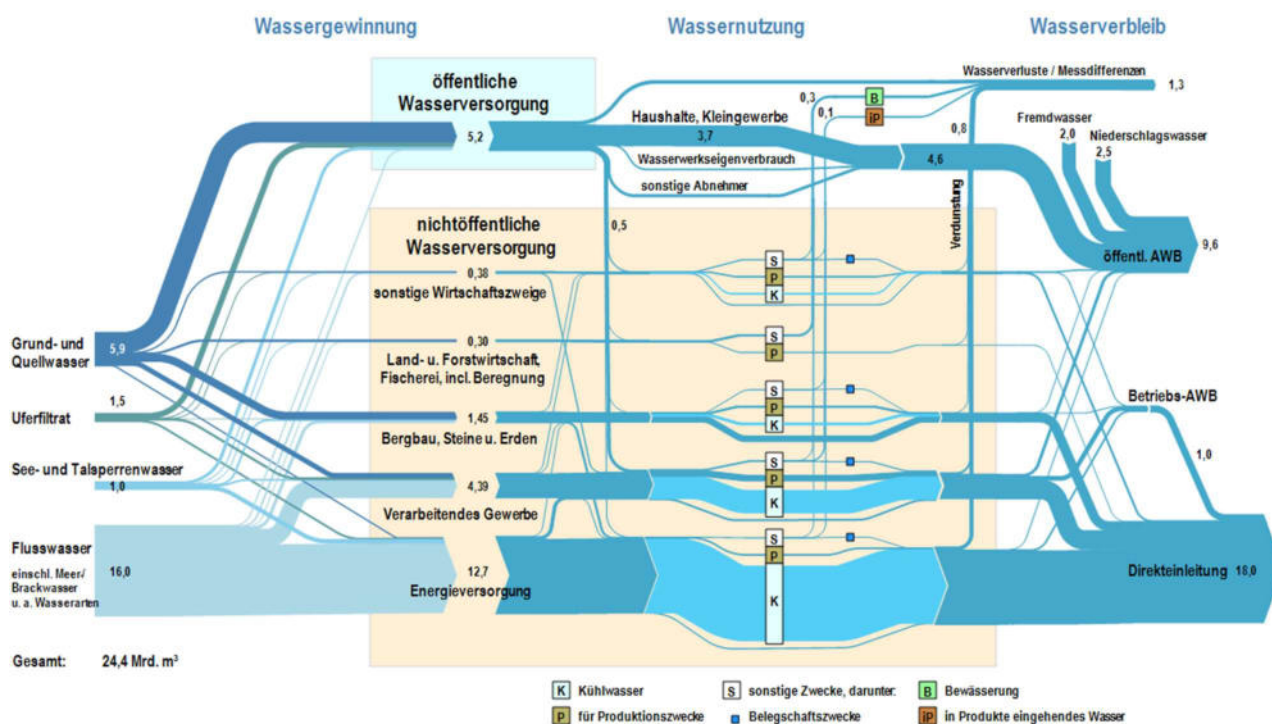 Wassergewinnung
Wassernutzung
Wasserverbleib
öffentliche
Wasserversorgung
5,2
Wasserverluste / Messdifferenzen
1,3
0,3
B
0,1
iP
0,8
Haushalte, Kleingewerbe
3,7
Wasserwerkseigenverbrauch
sonstige Abnehmer
4,6
Fremdwasser
2,0
Niederschlagswasser
2,5
Verdunstung
9,6
öffentl. AWB
nichtöffentliche
Wasserversorgung
0,5
0,38
sonstige Wirtschaftszweige
S
P
K
0,30
Land- u. Forstwirtschaft,
Fischerei, incl. Beregnung
S
P
1,45
Bergbau, Steine u. Erden
S
P
K
4,39
Verarbeitendes Gewerbe
S
P
K
12,7
Energieversorgung
S
P
K
Grund- und
Quellwasser
5,9
1,5
Uferfiltrat
See- und Talsperrenwasser
1,0
Flusswasser
einschl. Meer-/
Brackwasser
u. a. Wasserarten
16,0
Betriebs-AWB
1,0
Direkteinleitung
18,0
Gesamt: 24,4 Mrd. m³
K Kühlwasser
S sonstige Zwecke, darunter:
B Bewässerung
P für Produktionszwecke
Belegschaftszwecke
iP in Produkte eingehendes Wasser